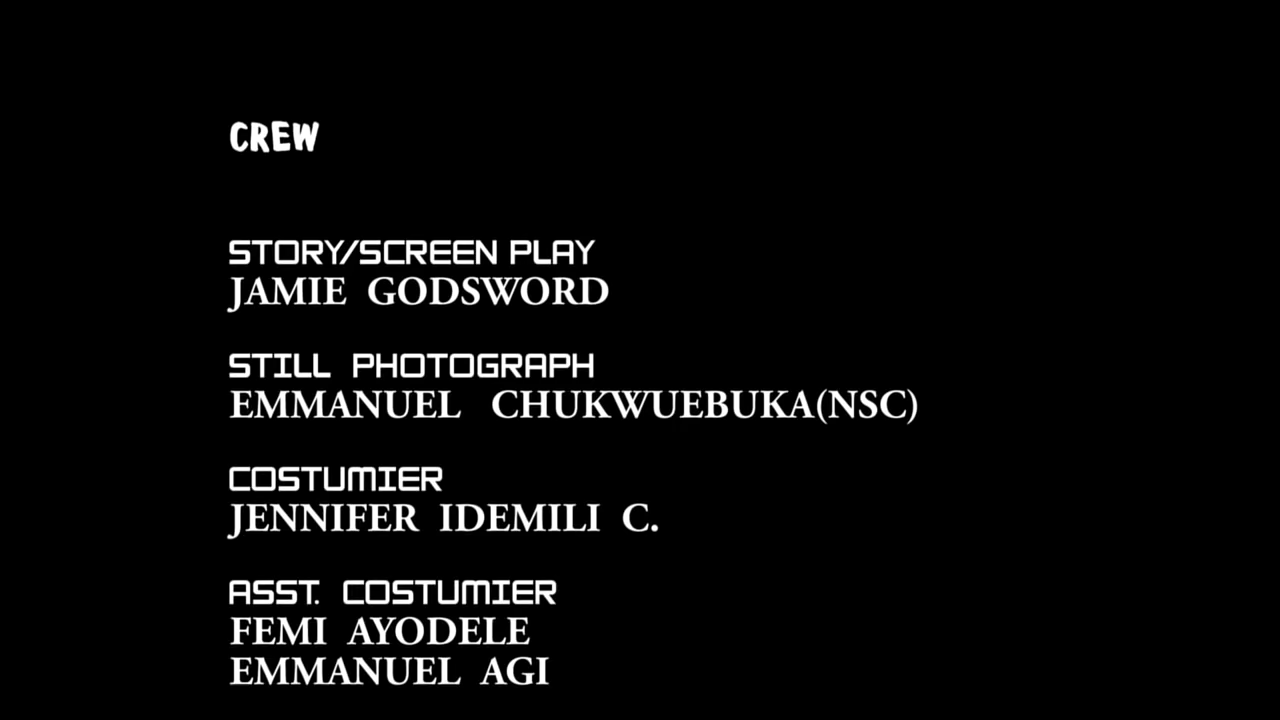 CREW
STORY/SCREEN PLAY
JAMIE GODSWORD
STILL PHOTOGRAPH
EMMANUEL CHUKWUEBUKA(NSC)
COSTUMIER
JENNIFER IDEMILI C.
ASST. COSTUMIER
FEMI AYODELE
EMMANUEL AGI